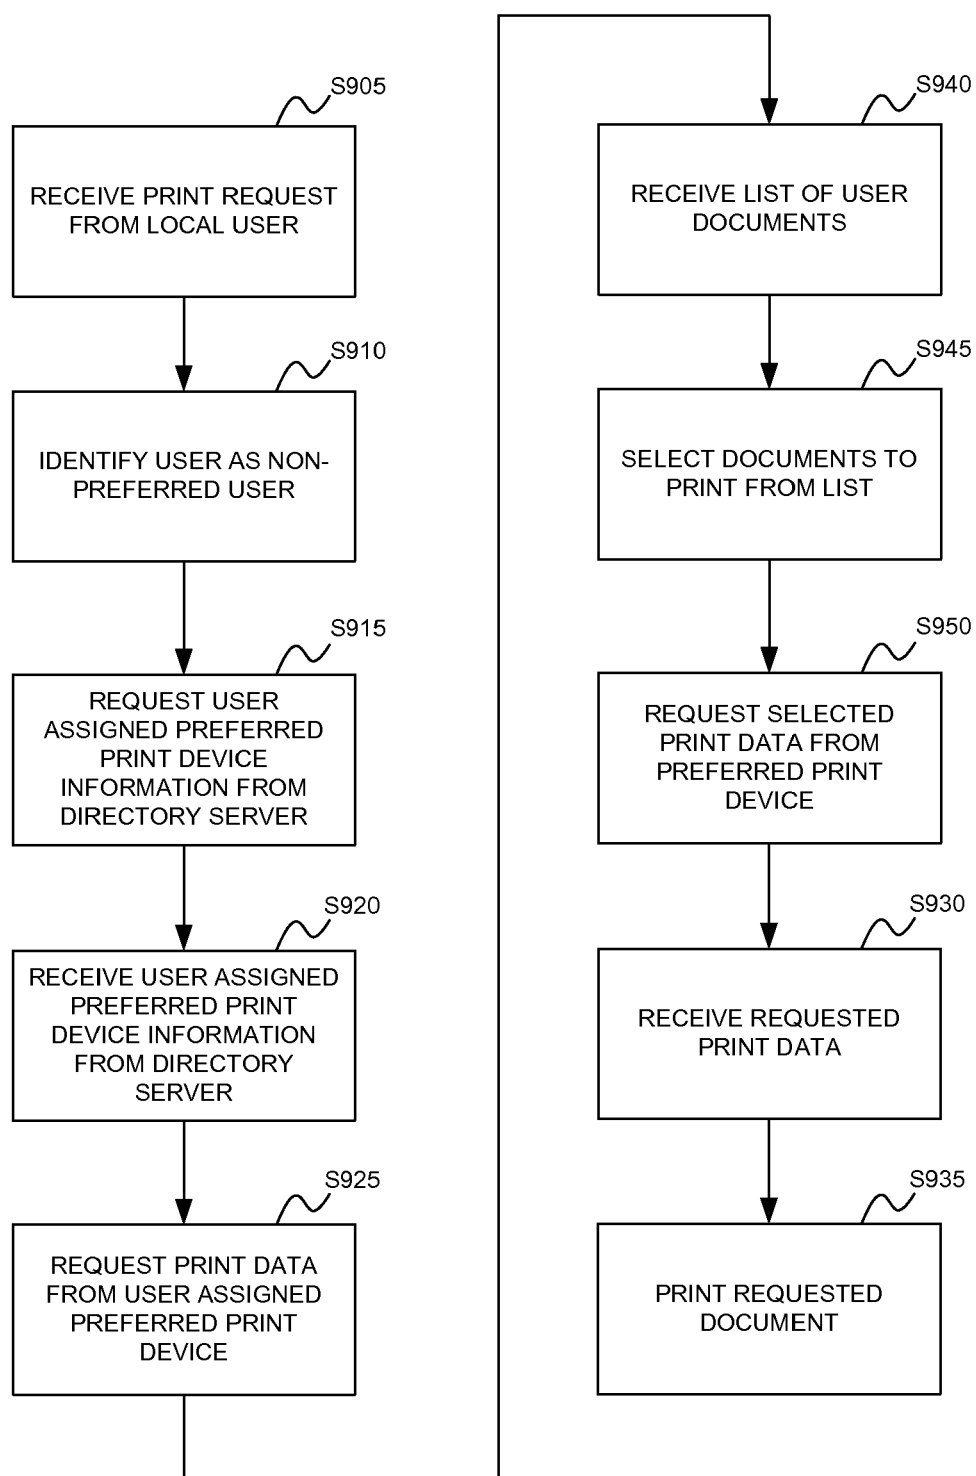 S905
RECEIVE PRINT REQUEST
FROM LOCAL USER
S910
IDENTIFY USER AS NON-
PREFERRED USER
S915
REQUEST USER
ASSIGNED PREFERRED
PRINT DEVICE
INFORMATION FROM
DIRECTORY SERVER
S920
RECEIVE USER ASSIGNED
PREFERRED PRINT
DEVICE INFORMATION
FROM DIRECTORY
SERVER
S925
REQUEST PRINT DATA
FROM USER ASSIGNED
PREFERRED PRINT
DEVICE
S940
RECEIVE LIST OF USER
DOCUMENTS
S945
SELECT DOCUMENTS TO
PRINT FROM LIST
S950
REQUEST SELECTED
PRINT DATA FROM
PREFERRED PRINT
DEVICE
S930
RECEIVE REQUESTED
PRINT DATA
S935
PRINT REQUESTED
DOCUMENT